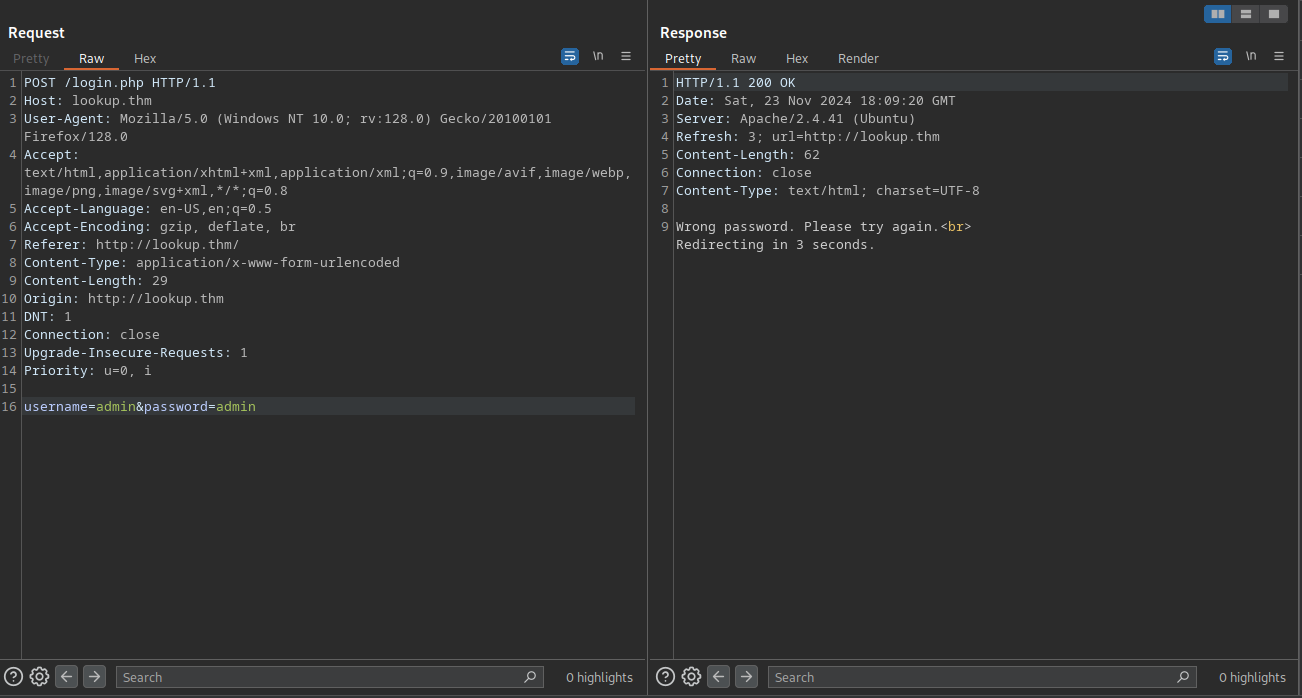 Request
Pretty Raw Hex \n
1 POST /login.php HTTP/1.1
2 Host: lookup.thm
3 User-Agent: Mozilla/5.0 (Windows NT 10.0; rv:128.0) Gecko/20100101
Firefox/128.0
4 Accept:
text/html,application/xhtml+xml,application/xml;q=0.9,image/avif,image/webp,
image/png,image/svg+xml,*/*;q=0.8
5 Accept-Language: en-US,en;q=0.5
6 Accept-Encoding: gzip, deflate, br
7 Referer: http://lookup.thm/
8 Content-Type: application/x-www-form-urlencoded
9 Content-Length: 29
10 Origin: http://lookup.thm
11 DNT: 1
12 Connection: close
13 Upgrade-Insecure-Requests: 1
14 Priority: u=0, i
15
16 username=admin&password=admin
Search 0 highlights
Response
Pretty Raw Hex Render \n
1 HTTP/1.1 200 OK
2 Date: Sat, 23 Nov 2024 18:09:20 GMT
3 Server: Apache/2.4.41 (Ubuntu)
4 Refresh: 3; url=http://lookup.thm
5 Content-Length: 62
6 Connection: close
7 Content-Type: text/html; charset=UTF-8
8
9 Wrong password. Please try again.<br>
Redirecting in 3 seconds.
Search 0 highlights